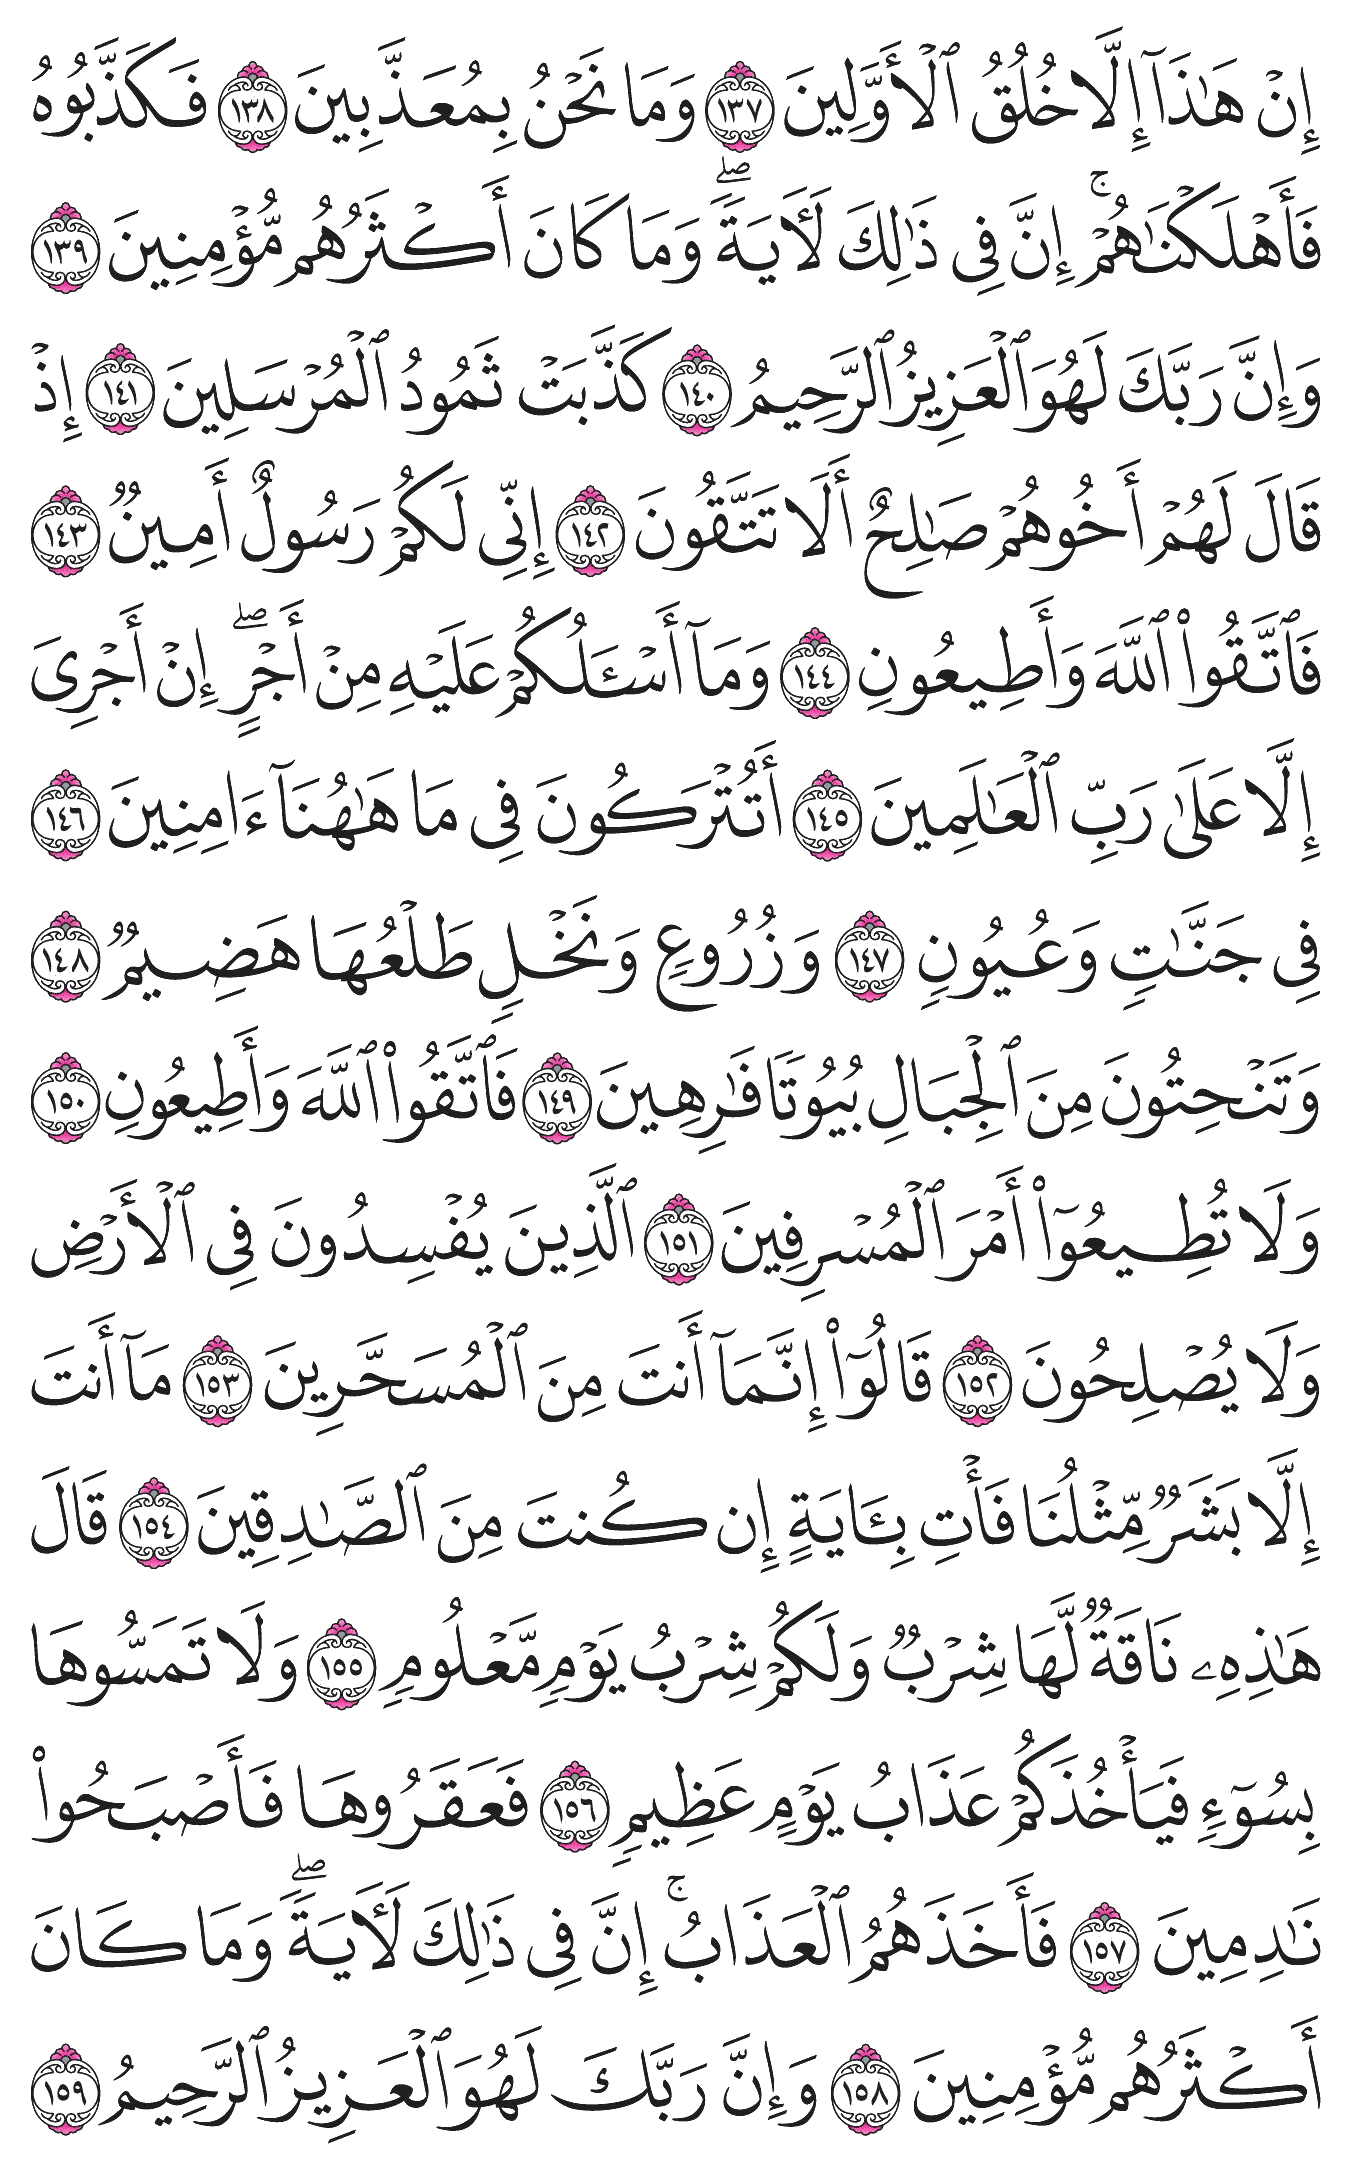 إِنۡ هَٰذَآ إِلَّا خُلُقُ ٱلۡأَوَّلِينَ ١٣٧ وَمَا نَحۡنُ بِمُعَذَّبِينَ ١٣٨ فَكَذَّبُوهُ
فَأَهۡلَكۡنَٰهُمۡۚ إِنَّ فِي ذَٰلِكَ لَأٓيَةٗۖ وَمَا كَانَ أَكۡثَرُهُم مُّؤۡمِنِينَ ١٣٩
وَإِنَّ رَبَّكَ لَهُوَ ٱلۡعَزِيزُ ٱلرَّحِيمُ ١٤٠ كَذَّبَتۡ ثَمُودُ ٱلۡمُرۡسَلِينَ ١٤١ إِذۡ
قَالَ لَهُمۡ أَخُوهُمۡ صَٰلِحٌ أَلَا تَتَّقُونَ ١٤٢ إِنِّي لَكُمۡ رَسُولٌ أَمِينٞ ١٤٣
فَٱتَّقُواْ ٱللَّهَ وَأَطِيعُونِ ١٤٤ وَمَآ أَسۡـَٔلُكُمۡ عَلَيۡهِ مِنۡ أَجۡرٍۖ إِنۡ أَجۡرِيَ
إِلَّا عَلَىٰ رَبِّ ٱلۡعَٰلَمِينَ ١٤٥ أَتُتۡرَكُونَ فِي مَا هَٰهُنَآ ءَامِنِينَ ١٤٦
فِي جَنَّٰتٖ وَعُيُونٖ ١٤٧ وَزُرُوعٖ وَنَخۡلٖ طَلۡعُهَا هَضِيمٞ ١٤٨
وَتَنۡحِتُونَ مِنَ ٱلۡجِبَالِ بُيُوتٗا فَٰرِهِينَ ١٤٩ فَٱتَّقُواْ ٱللَّهَ وَأَطِيعُونِ ١٥٠
وَلَا تُطِيعُوٓاْ أَمۡرَ ٱلۡمُسۡرِفِينَ ١٥١ ٱلَّذِينَ يُفۡسِدُونَ فِي ٱلۡأَرۡضِ
وَلَا يُصۡلِحُونَ ١٥٢ قَالُوٓاْ إِنَّمَآ أَنتَ مِنَ ٱلۡمُسَحَّرِينَ ١٥٣ مَآ أَنتَ
إِلَّا بَشَرٞ مِّثۡلُنَا فَأۡتِ بِـَٔايَةٍ إِن كُنتَ مِنَ ٱلصَّٰدِقِينَ ١٥٤ قَالَ
هَٰذِهِۦ نَاقَةٞ لَّهَا شِرۡبٞ وَلَكُمۡ شِرۡبُ يَوۡمٖ مَّعۡلُومٖ ١٥٥ وَلَا تَمَسُّوهَا
بِسُوٓءٖ فَيَأۡخُذَكُمۡ عَذَابُ يَوۡمٍ عَظِيمٖ ١٥٦ فَعَقَرُوهَا فَأَصۡبَحُواْ
نَٰدِمِينَ ١٥٧ فَأَخَذَهُمُ ٱلۡعَذَابُۚ إِنَّ فِي ذَٰلِكَ لَأٓيَةٗۖ وَمَا كَانَ
أَكۡثَرُهُم مُّؤۡمِنِينَ ١٥٨ وَإِنَّ رَبَّكَ لَهُوَ ٱلۡعَزِيزُ ٱلرَّحِيمُ ١٥٩